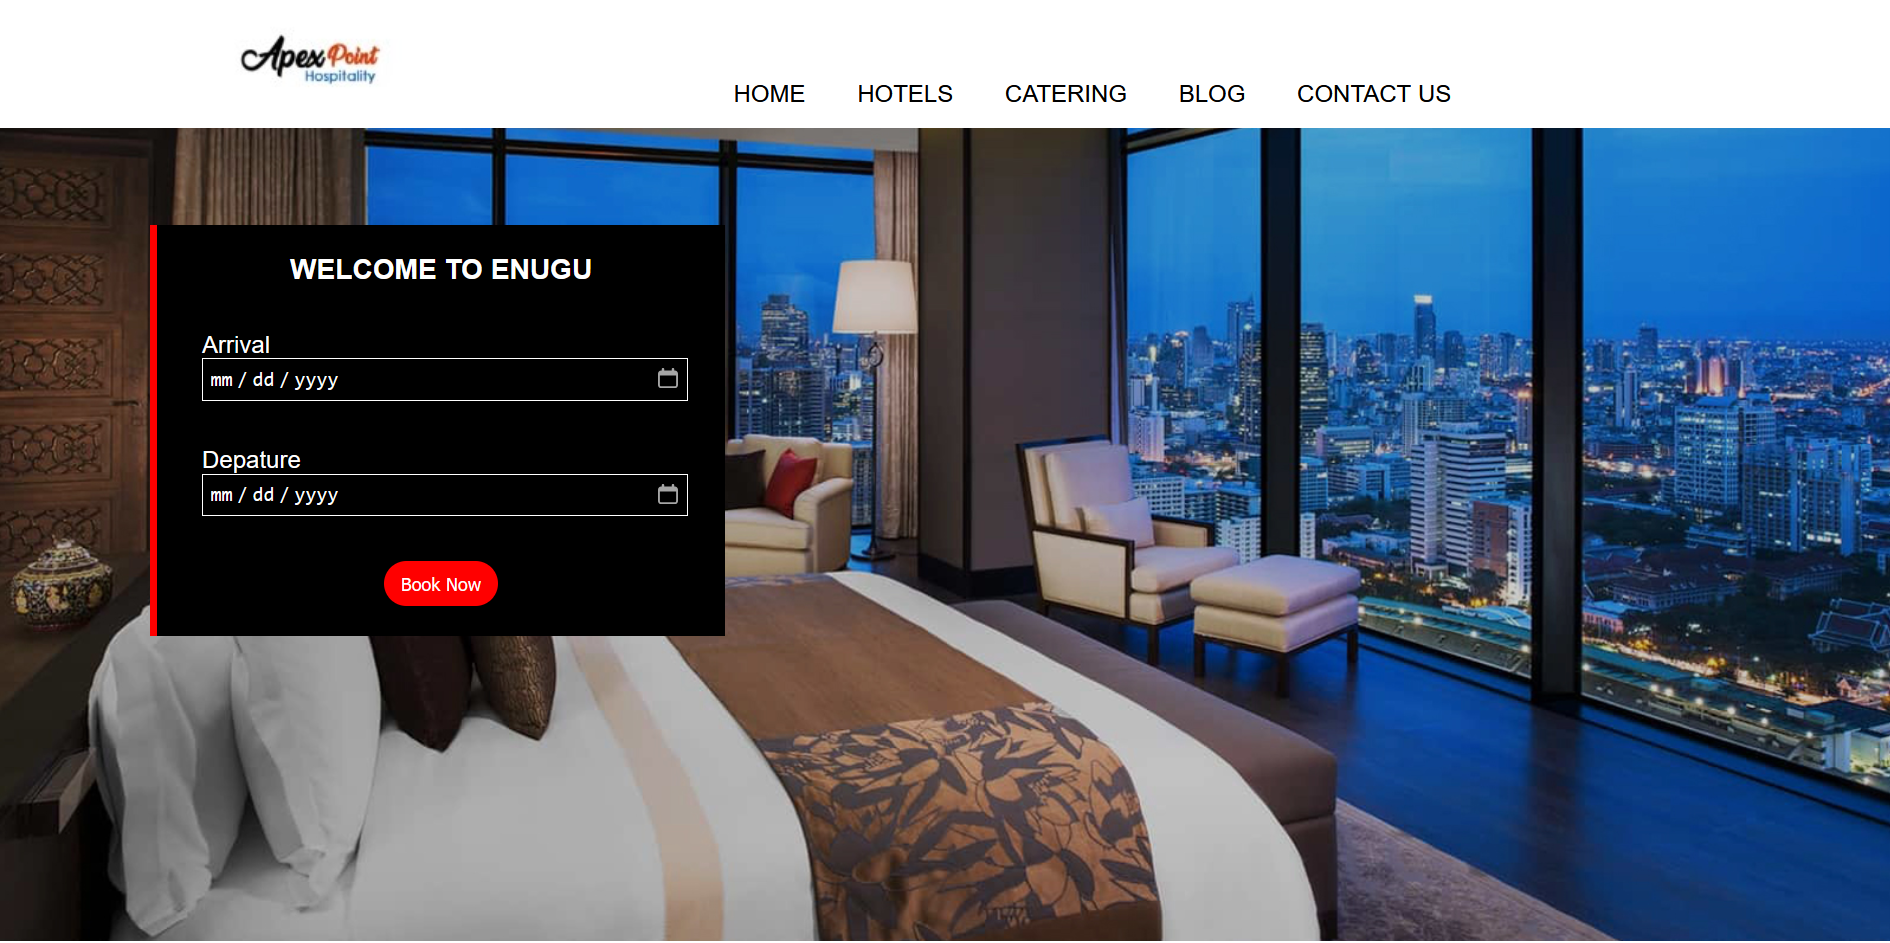 Apex Point
Hospitality
HOME HOTELS CATERING BLOG CONTACT US
WELCOME TO ENUGU
Arrival
mm / dd / yyyy
Depature
mm / dd / yyyy
Book Now